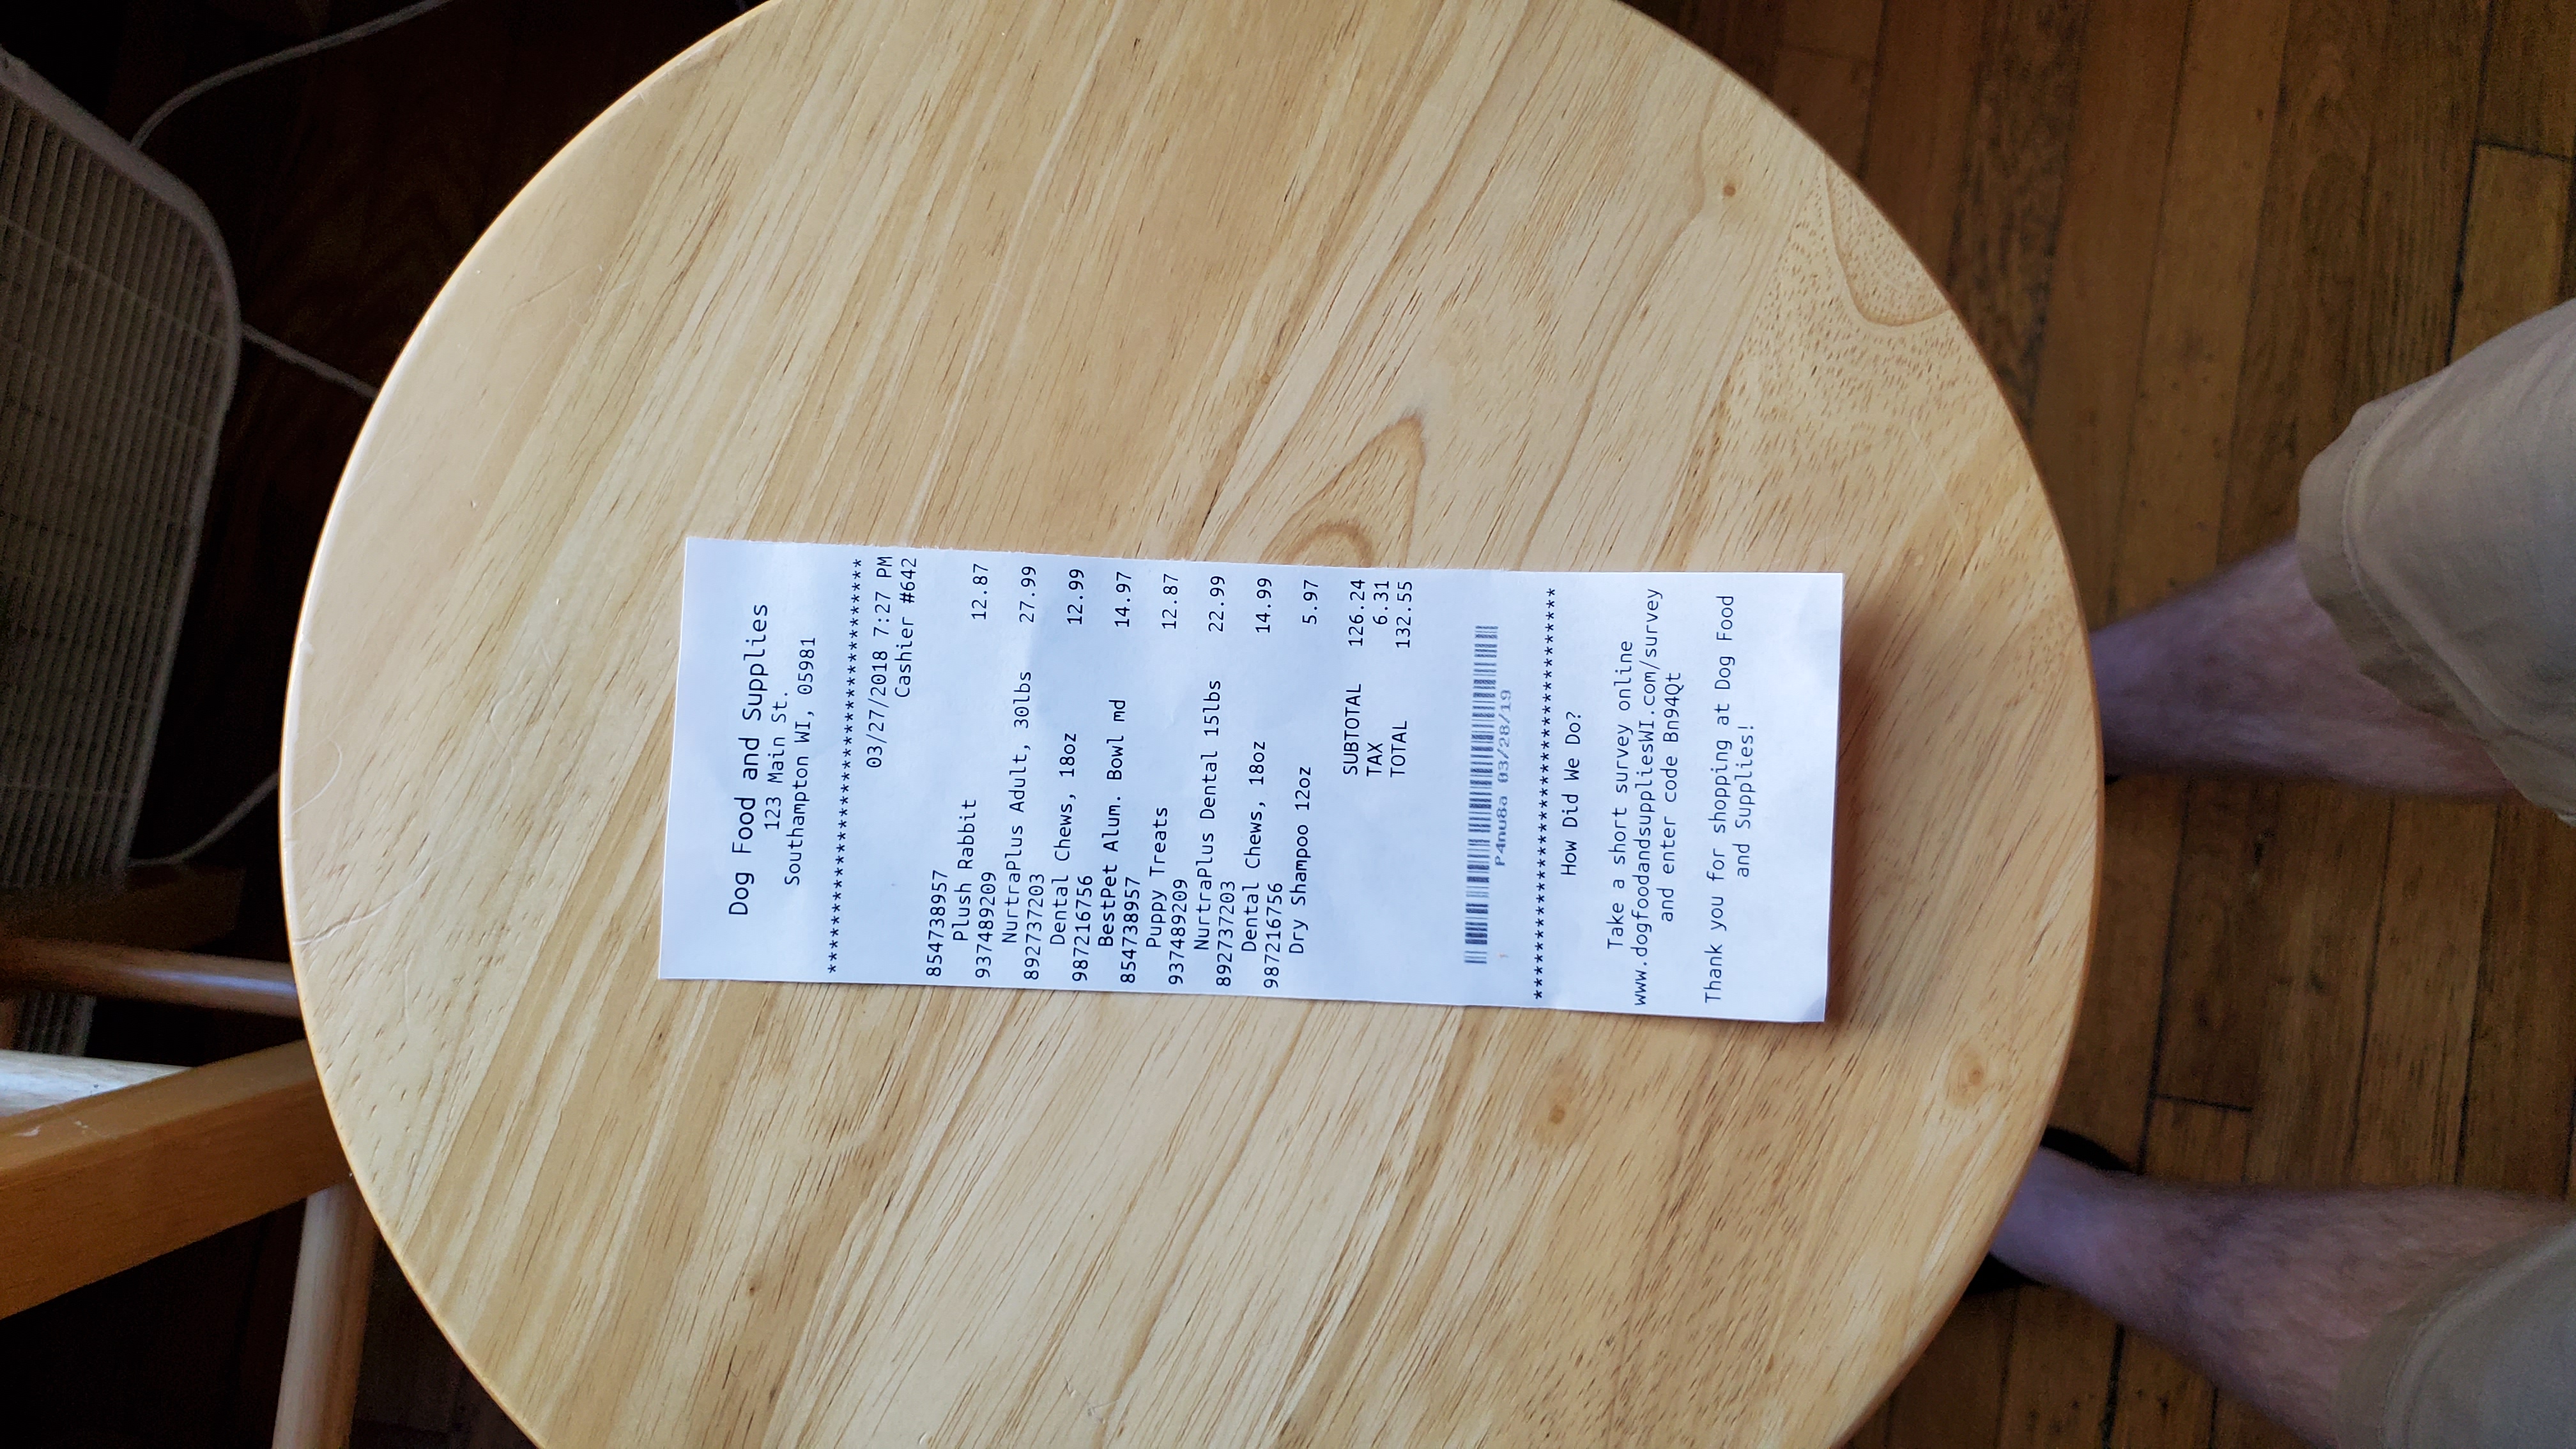 Dog Food and Supplies
123 Main St.
Southampton WI, 05981
***********************************
03/27/2018 7:27 PM
Cashier #642
854738957
Plush Rabbit 12.87
937489209
NurtraPlus Adult, 30lbs 27.99
892737203
Dental Chews, 18oz 12.99
987216756
BestPet Alum. Bowl md 14.97
854738957
Puppy Treats 12.87
937489209
NurtraPlus Dental 15lbs 22.99
892737203
Dental Chews, 18oz 14.99
987216756
Dry Shampoo 12oz 5.97
SUBTOTAL 126.24
TAX 6.31
TOTAL 132.55
P4nu8a 03/28/19
***********************************
How Did We Do?
Take a short survey online
www.dogfoodandsuppliesWI.com/survey
and enter code Bn94Qt
Thank you for shopping at Dog Food
and Supplies!